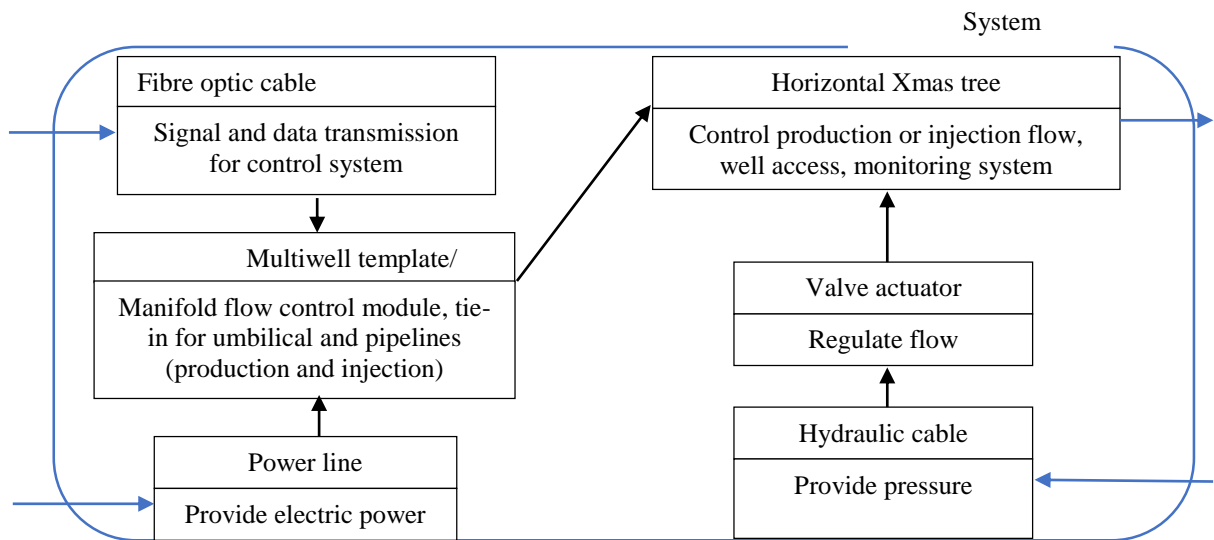 System
Fibre optic cable
Signal and data transmission
for control system
Horizontal Xmas tree
Control production or injection flow,
well access, monitoring system
Multiwell template/
Manifold flow control module, tie-
in for umbilical and pipelines
(production and injection)
Valve actuator
Regulate flow
Power line
Provide electric power
Hydraulic cable
Provide pressure